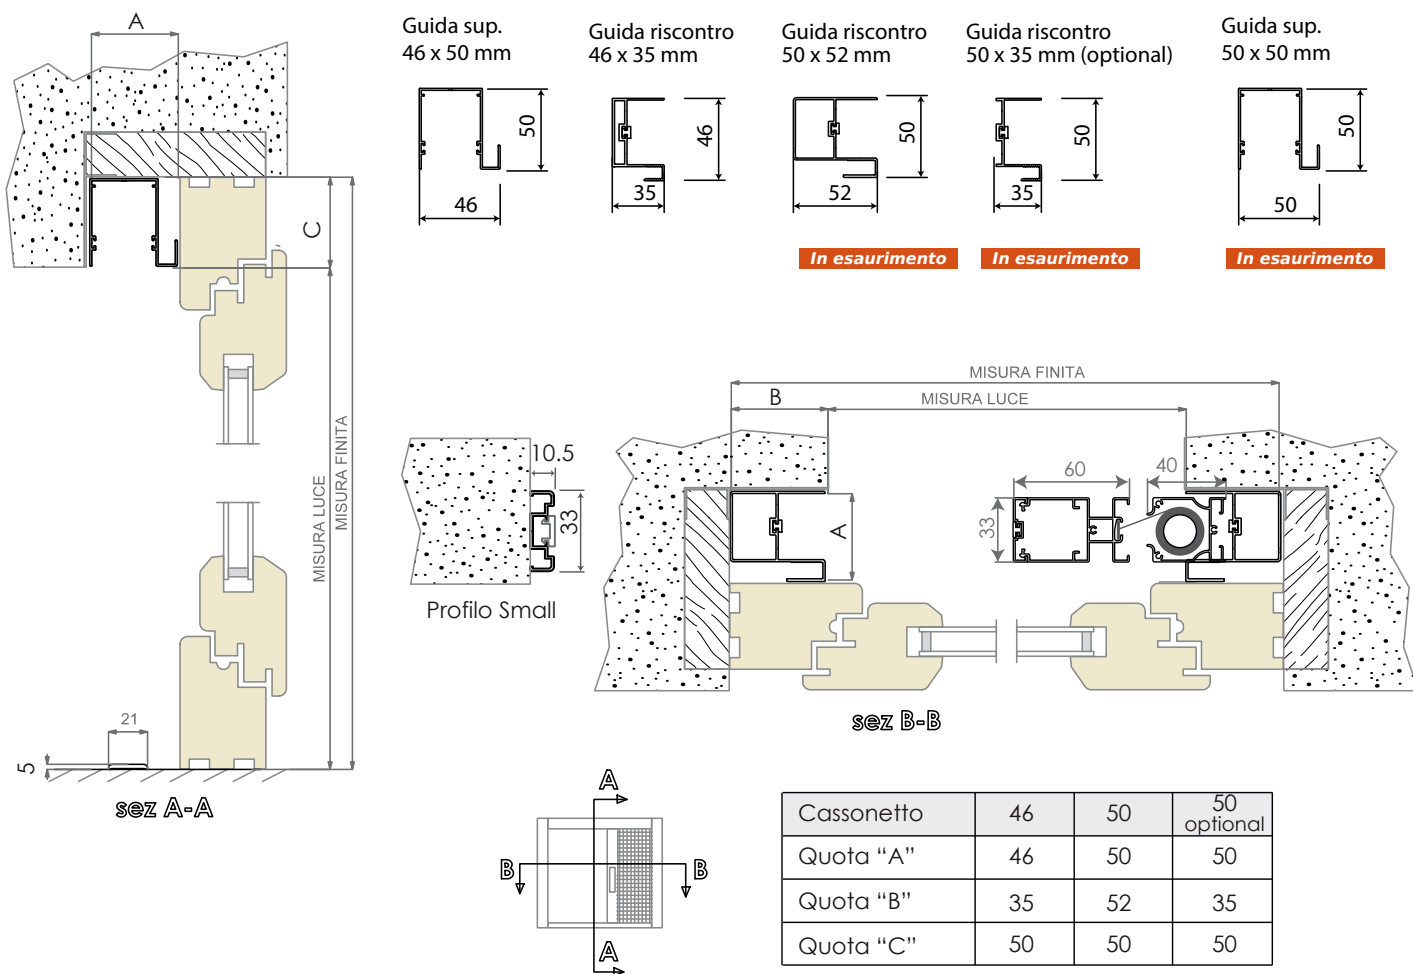 Guida sup.
46 x 50 mm
Guida riscontro
46 x 35 mm
Guida riscontro
50 x 52 mm
Guida riscontro
50 x 35 mm (optional)
Guida sup.
50 x 50 mm
A
50
46
46
35
50
52
50
35
50
50
In esaurimento
In esaurimento
In esaurimento
C
MISURA LUCE
MISURA FINITA
21
5
sez A-A
10.5
33
Profilo Small
MISURA FINITA
B
MISURA LUCE
60
40
33
A
sez B-B
A
B
B
A
Cassonetto 46 50 50 optional
Quota “A” 46 50 50
Quota “B” 35 52 35
Quota “C” 50 50 50